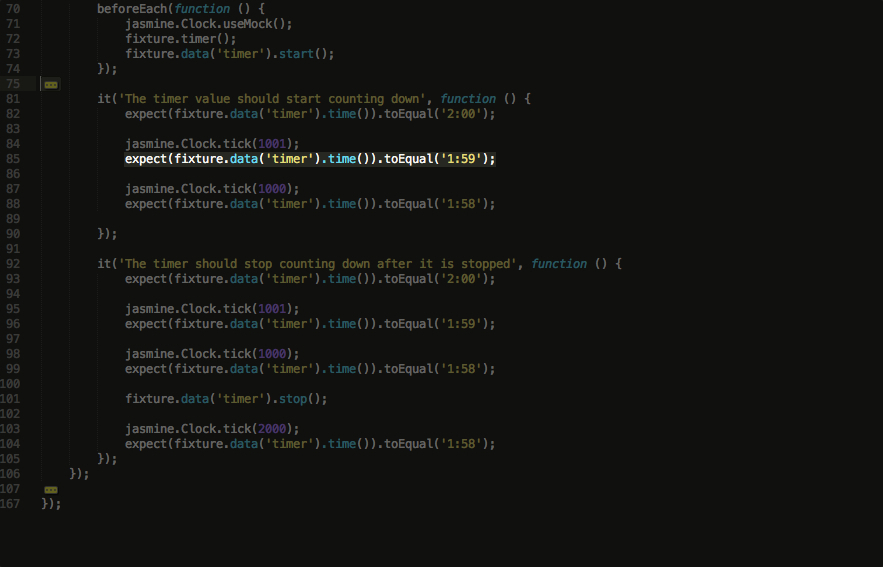 70 beforeEach(function () {
71 jasmine.Clock.useMock();
72 fixture.timer();
73 fixture.data('timer').start();
74 });
75
81 it('The timer value should start counting down', function () {
82 expect(fixture.data('timer').time()).toEqual('2:00');
83
84 jasmine.Clock.tick(1001);
85 expect(fixture.data('timer').time()).toEqual('1:59');
86
87 jasmine.Clock.tick(1000);
88 expect(fixture.data('timer').time()).toEqual('1:58');
89
90 });
91
92 it('The timer should stop counting down after it is stopped', function () {
93 expect(fixture.data('timer').time()).toEqual('2:00');
94
95 jasmine.Clock.tick(1001);
96 expect(fixture.data('timer').time()).toEqual('1:59');
97
98 jasmine.Clock.tick(1000);
99 expect(fixture.data('timer').time()).toEqual('1:58');
100
101 fixture.data('timer').stop();
102
103 jasmine.Clock.tick(2000);
104 expect(fixture.data('timer').time()).toEqual('1:58');
105 });
106 });
107
167 });